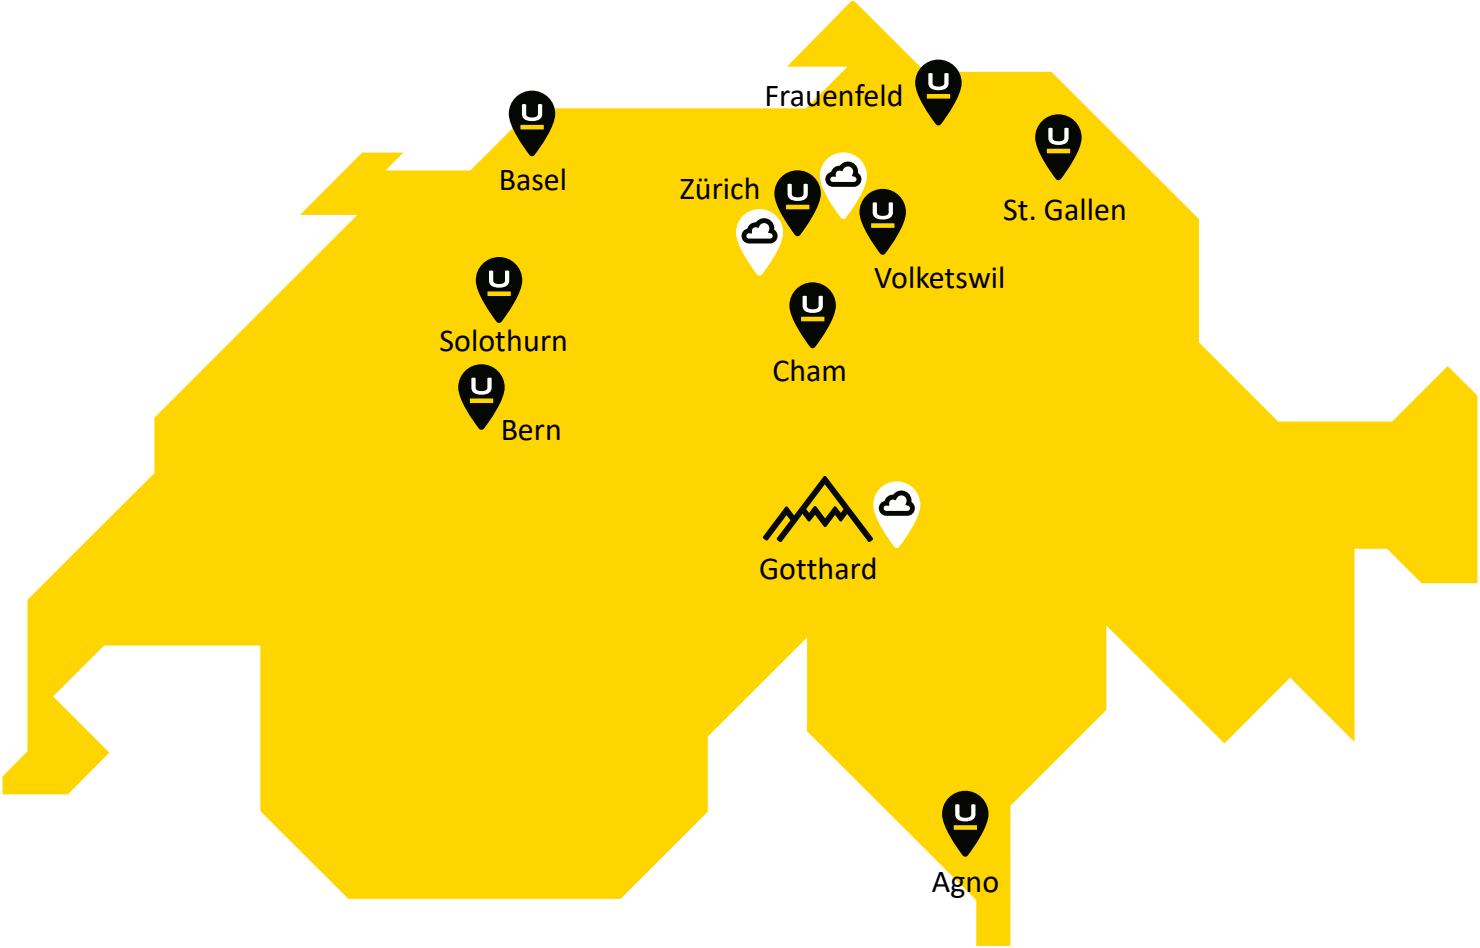 Frauenfeld
U
U
Basel
U
St. Gallen
Zürich
U
U
Volketswil
U
Solothurn
U
Cham
U
Bern
Gotthard
U
Agno